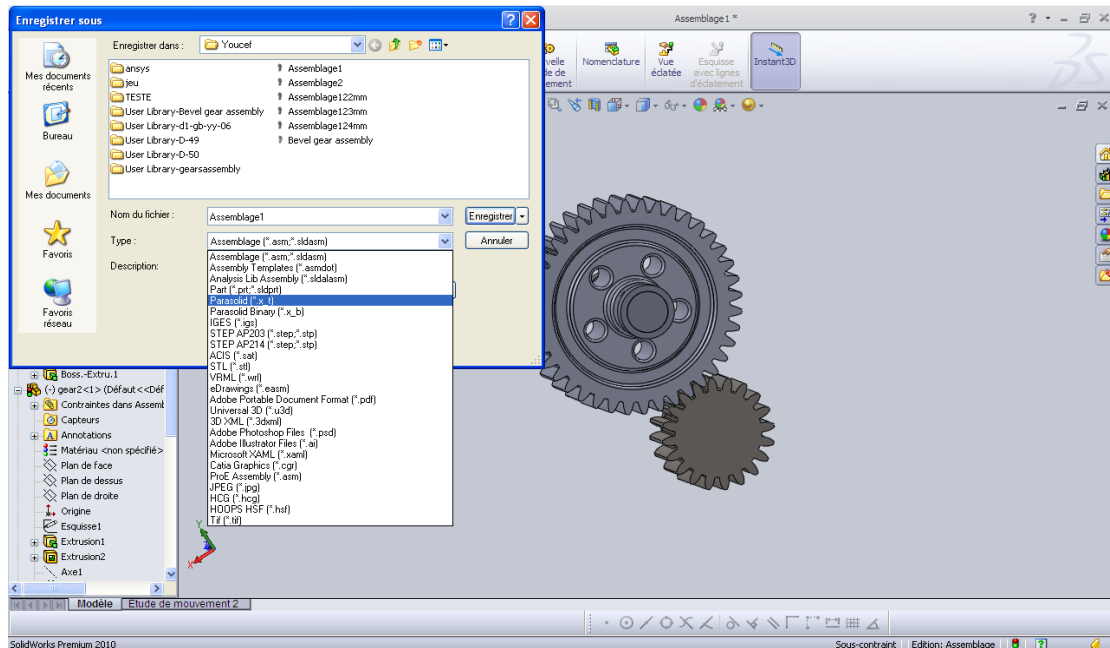 Enregistrer sous
Assemblage1 *
Enregistrer dans :
Youcef
Mes documents
récents
Bureau
Mes documents
Favoris
Favoris
réseau
ansys
jeu
TESTE
User Library-Bevel gear assembly
User Library-d1-gb-yy-06
User Library-D-49
User Library-D-50
User Library-gearsassembly
Assemblage1
Assemblage2
Assemblage122mm
Assemblage123mm
Assemblage124mm
Bevel gear assembly
Nom du fichier :
Assemblage1
Enregistrer
Type :
Assemblage (*.asm;*.sldasm)
Annuler
Description:
Assemblage (*.asm;*.sldasm)
Assembly Templates (*.asmdot)
Analysis Lib Assembly (*.sldalasm)
Part (*.prt;*.sldprt)
Parasolid (*.x_t)
Parasolid Binary (*.x_b)
IGES (*.igs)
STEP AP203 (*.step;*.stp)
STEP AP214 (*.step;*.stp)
ACIS (*.sat)
STL (*.stl)
VRML (*.wrl)
eDrawings (*.easm)
Adobe Portable Document Format (*.pdf)
Universal 3D (*.u3d)
3D XML (*.3dxml)
Adobe Photoshop Files (*.psd)
Adobe Illustrator Files (*.ai)
Microsoft XAML (*.xaml)
Catia Graphics (*.cgr)
ProE Assembly (*.asm)
JPEG (*.jpg)
HCG (*.hcg)
HOOPS HSF (*.hsf)
Tif (*.tif)
velle
e de
ement
Nomenclature
Vue
éclatée
Esquisse
avec lignes
d'éclatement
Instant3D
Boss.-Extru.1
(-) gear2<1> (Défaut<<Déf
Contraintes dans Assemt
Capteurs
Annotations
Matériau <non spécifié>
Plan de face
Plan de dessus
Plan de droite
Origine
Esquisse1
Extrusion1
Extrusion2
Axe1
Y
X
Modèle
Etude de mouvement 2
SolidWorks Premium 2010
Sous-contraint
Edition: Assemblage